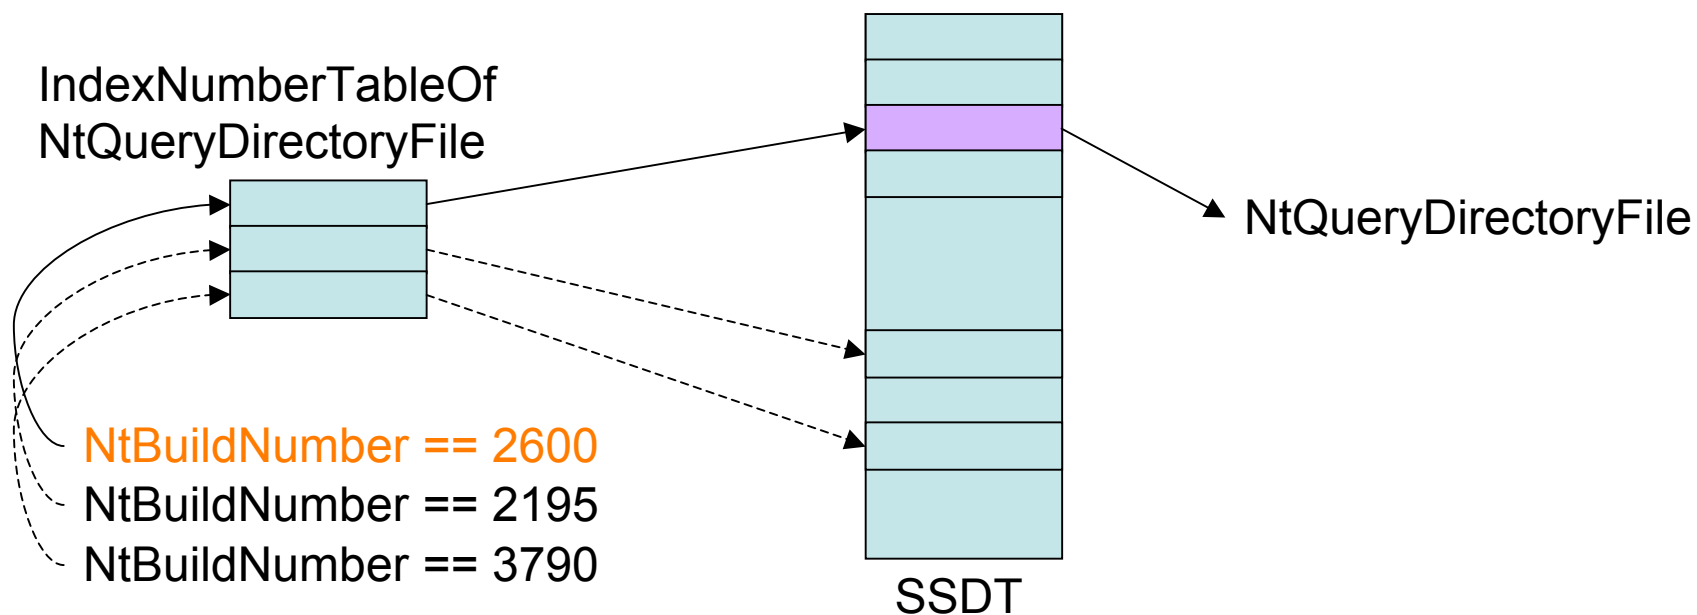 IndexNumberTableOf
NtQueryDirectoryFile
NtQueryDirectoryFile
NtBuildNumber == 2600
NtBuildNumber == 2195
NtBuildNumber == 3790
SSDT